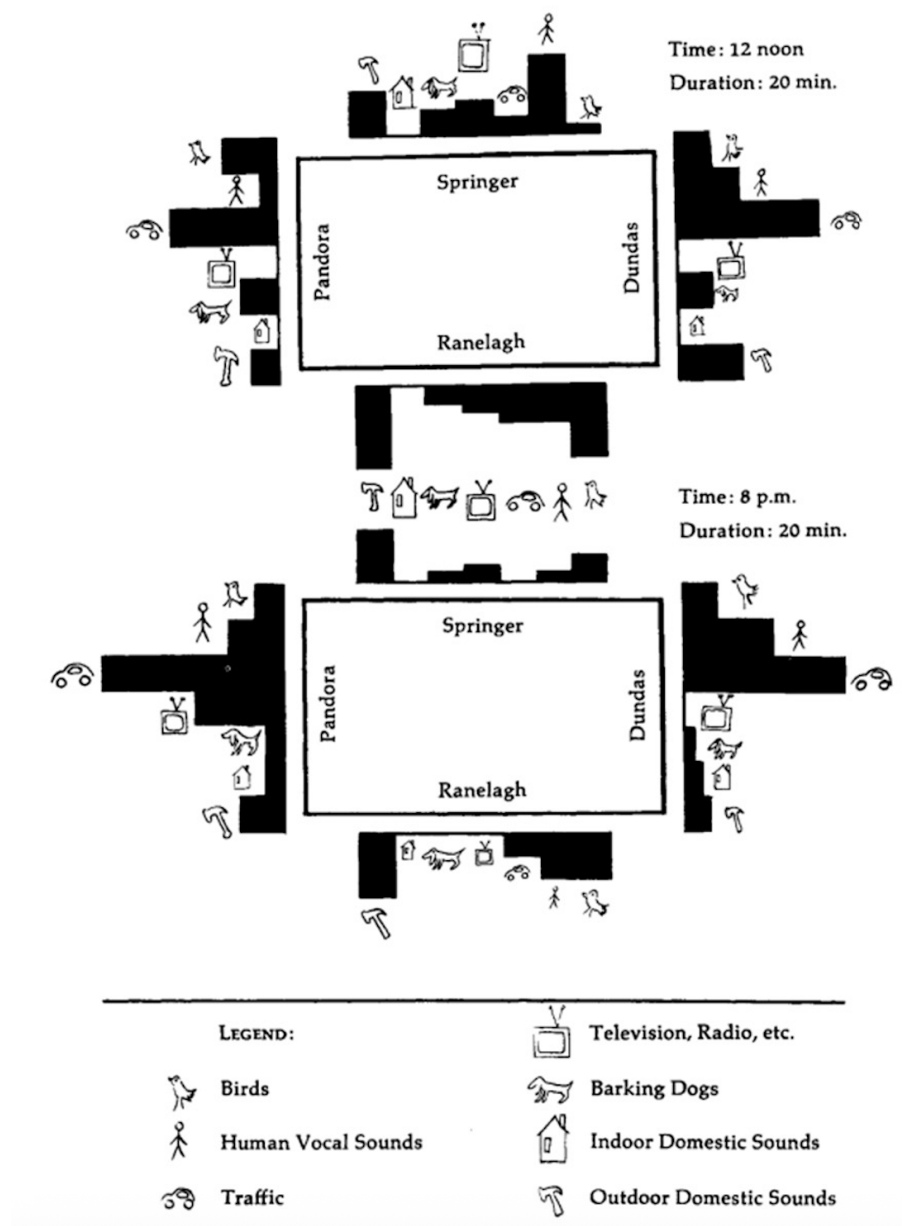 Time: 12 noon
Duration: 20 min.
Springer
Pandora
Dundas
Ranelagh
Time: 8 p.m.
Duration: 20 min.
Springer
Pandora
Dundas
Ranelagh
LEGEND:
Television, Radio, etc.
Birds
Barking Dogs
Human Vocal Sounds
Indoor Domestic Sounds
Traffic
Outdoor Domestic Sounds